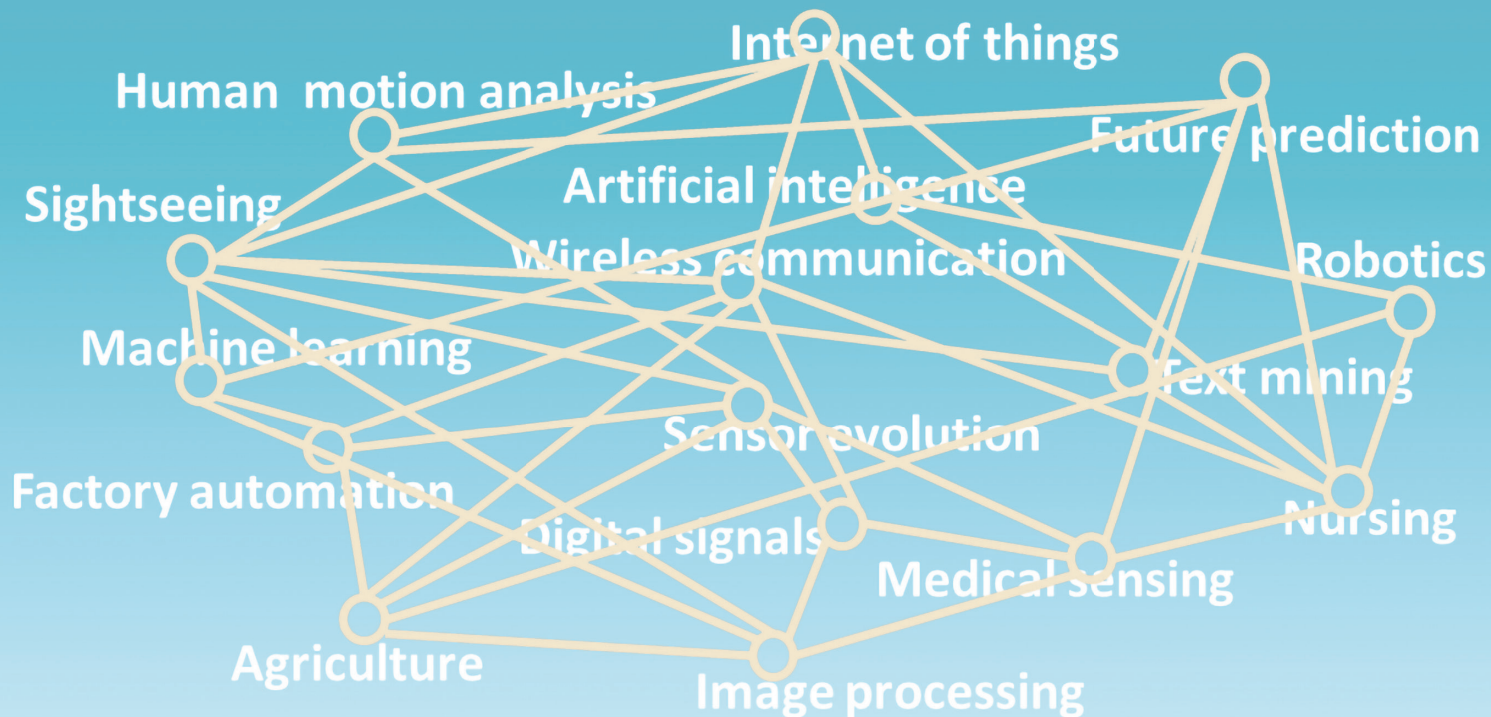 Internet of things
Human motion analysis
Future prediction
Artificial intelligence
Sightseeing
Wireless communication
Robotics
Machine learning
Text mining
Sensor evolution
Factory automation
Nursing
Digital signals
Medical sensing
Agriculture
Image processing